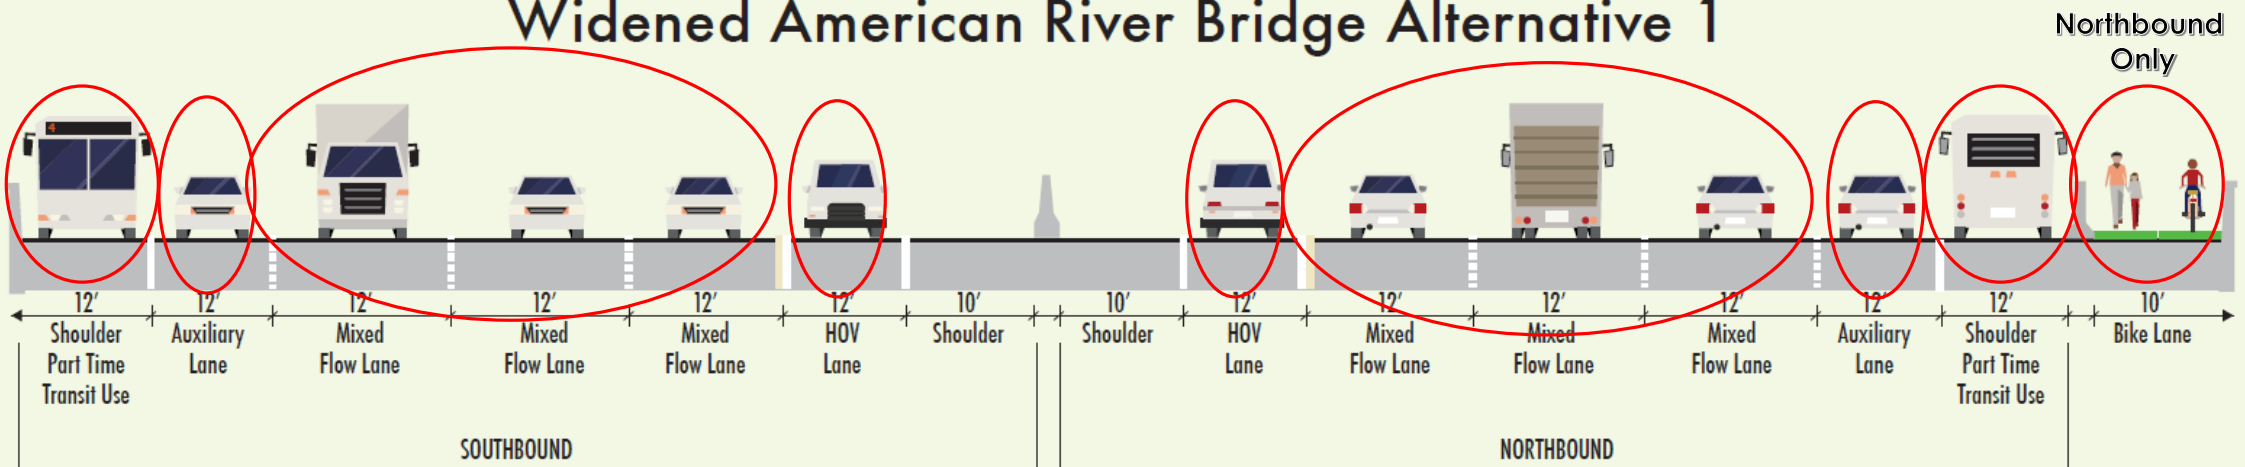 Widened American River Bridge Alternative 1
Northbound
Only
4
12′ 12′ 12′ 12′ 12′ 12′ 10′ 10′ 12′ 12′ 12′ 12′ 12′ 12′ 10′
Shoulder Auxiliary Mixed Mixed Mixed HOV Shoulder Shoulder HOV Mixed Mixed Mixed Auxiliary Shoulder Bike Lane
Part Time Lane Flow Lane Flow Lane Flow Lane Lane Lane Flow Lane Flow Lane Flow Lane Lane Part Time
Transit Use Transit Use
SOUTHBOUND NORTHBOUND